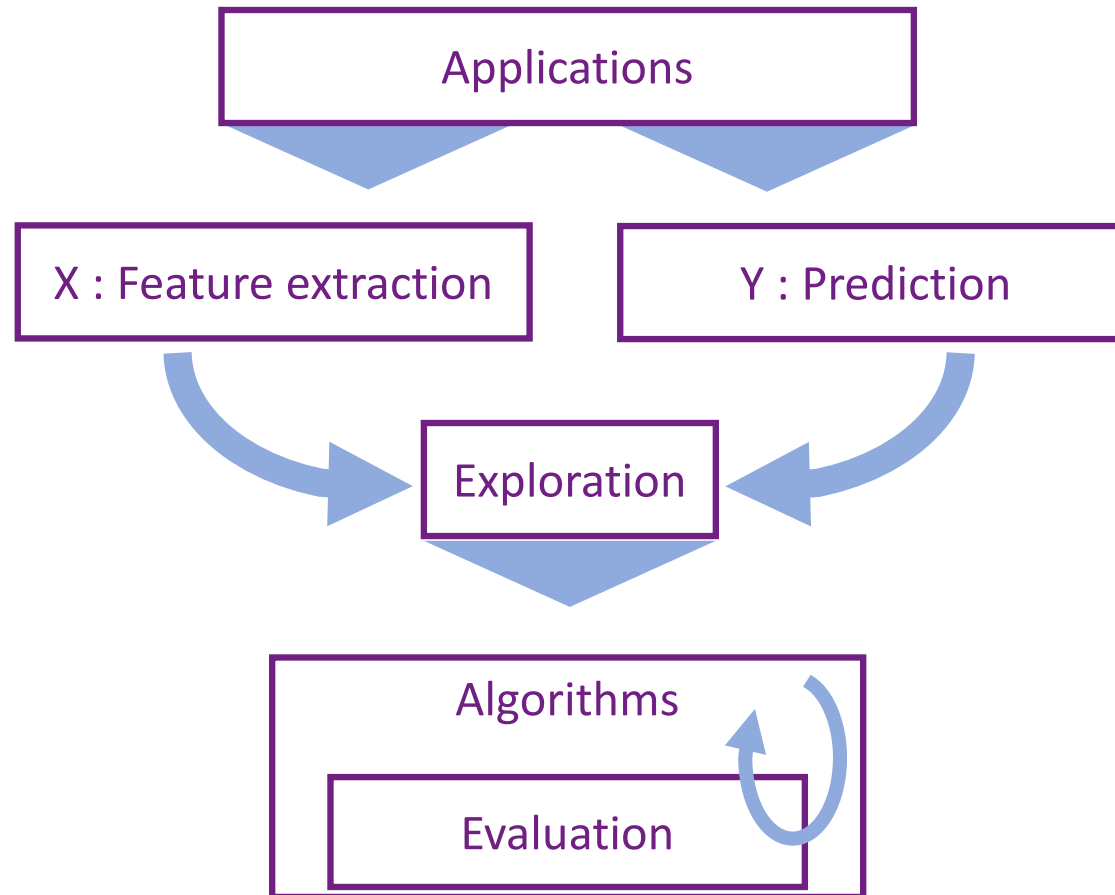 Applications
X : Feature extraction
Y : Prediction
Exploration
Algorithms
Evaluation